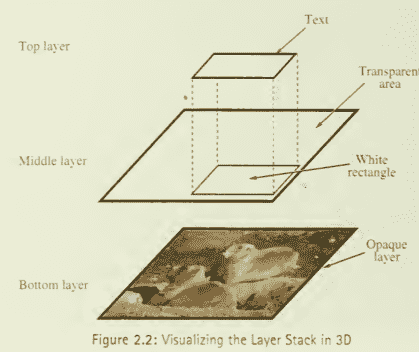 Text
Top layer
Transparent
area
Middle layer
White
rectangle
Opaque
layer
Bottom layer
Figure 2.2: Visualizing the Layer Stack in 3D